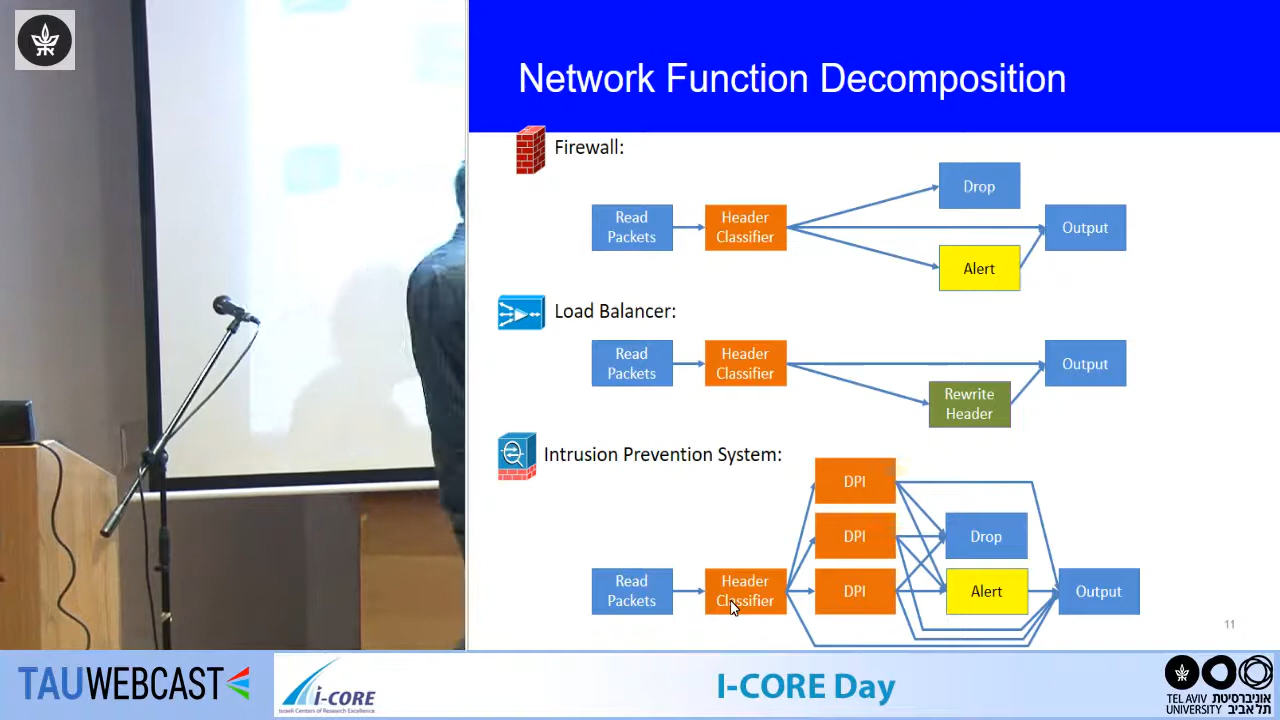 Network Function Decomposition
Firewall:
Drop
Read
Packets
Header
Classifier
Output
Alert
Load Balancer:
Read
Packets
Header
Classifier
Output
Rewrite
Header
Intrusion Prevention System:
DPI
DPI
Drop
Read
Packets
Header
Classifier
DPI
Alert
Output
11
TAUWEBCAST
i-CORE
Israeli Centers of Research Excellence
I-CORE Day
TEL AVIV
UNIVERSITY
אוניברסיטת
תל אביב